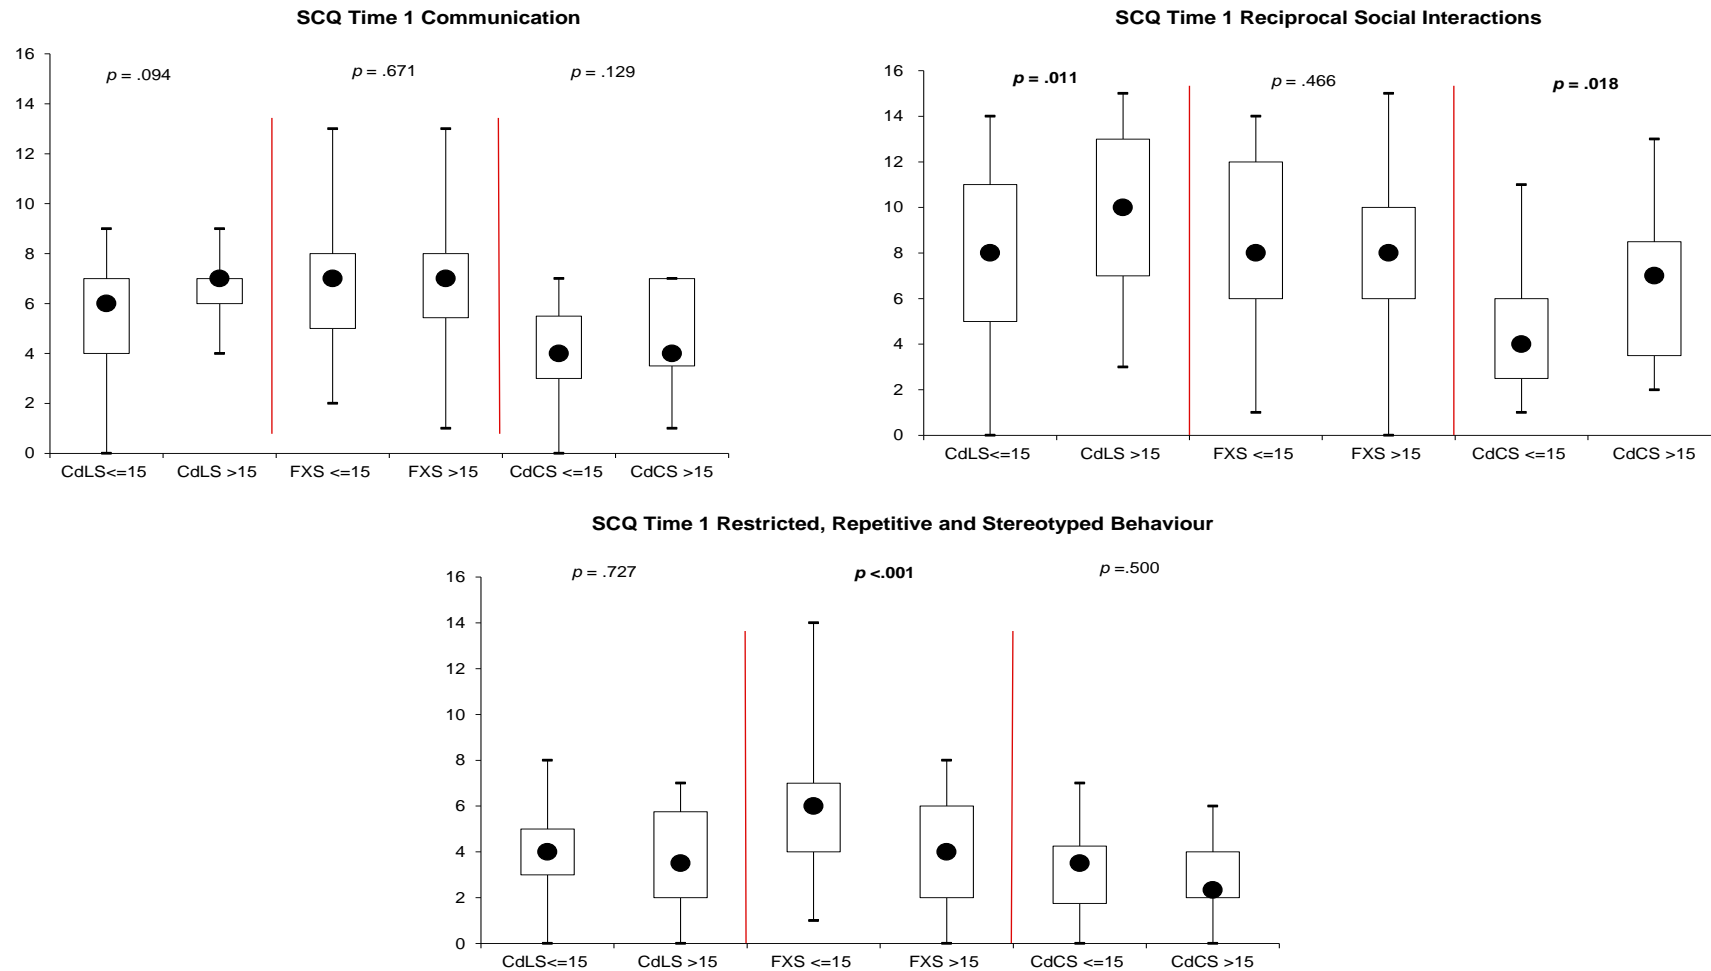 SCQ Time 1 Communication
p = .094
p = .671
p = .129
16
14
12
10
8
6
4
2
0
CdLS<=15 CdLS >15 FXS <=15 FXS >15 CdCS <=15 CdCS >15
SCQ Time 1 Reciprocal Social Interactions
p = .011
p = .466
p = .018
16
14
12
10
8
6
4
2
0
CdLS<=15 CdLS >15 FXS <=15 FXS >15 CdCS <=15 CdCS >15
SCQ Time 1 Restricted, Repetitive and Stereotyped Behaviour
p = .727
p <.001
p =.500
16
14
12
10
8
6
4
2
0
CdLS<=15 CdLS >15 FXS <=15 FXS >15 CdCS <=15 CdCS >15